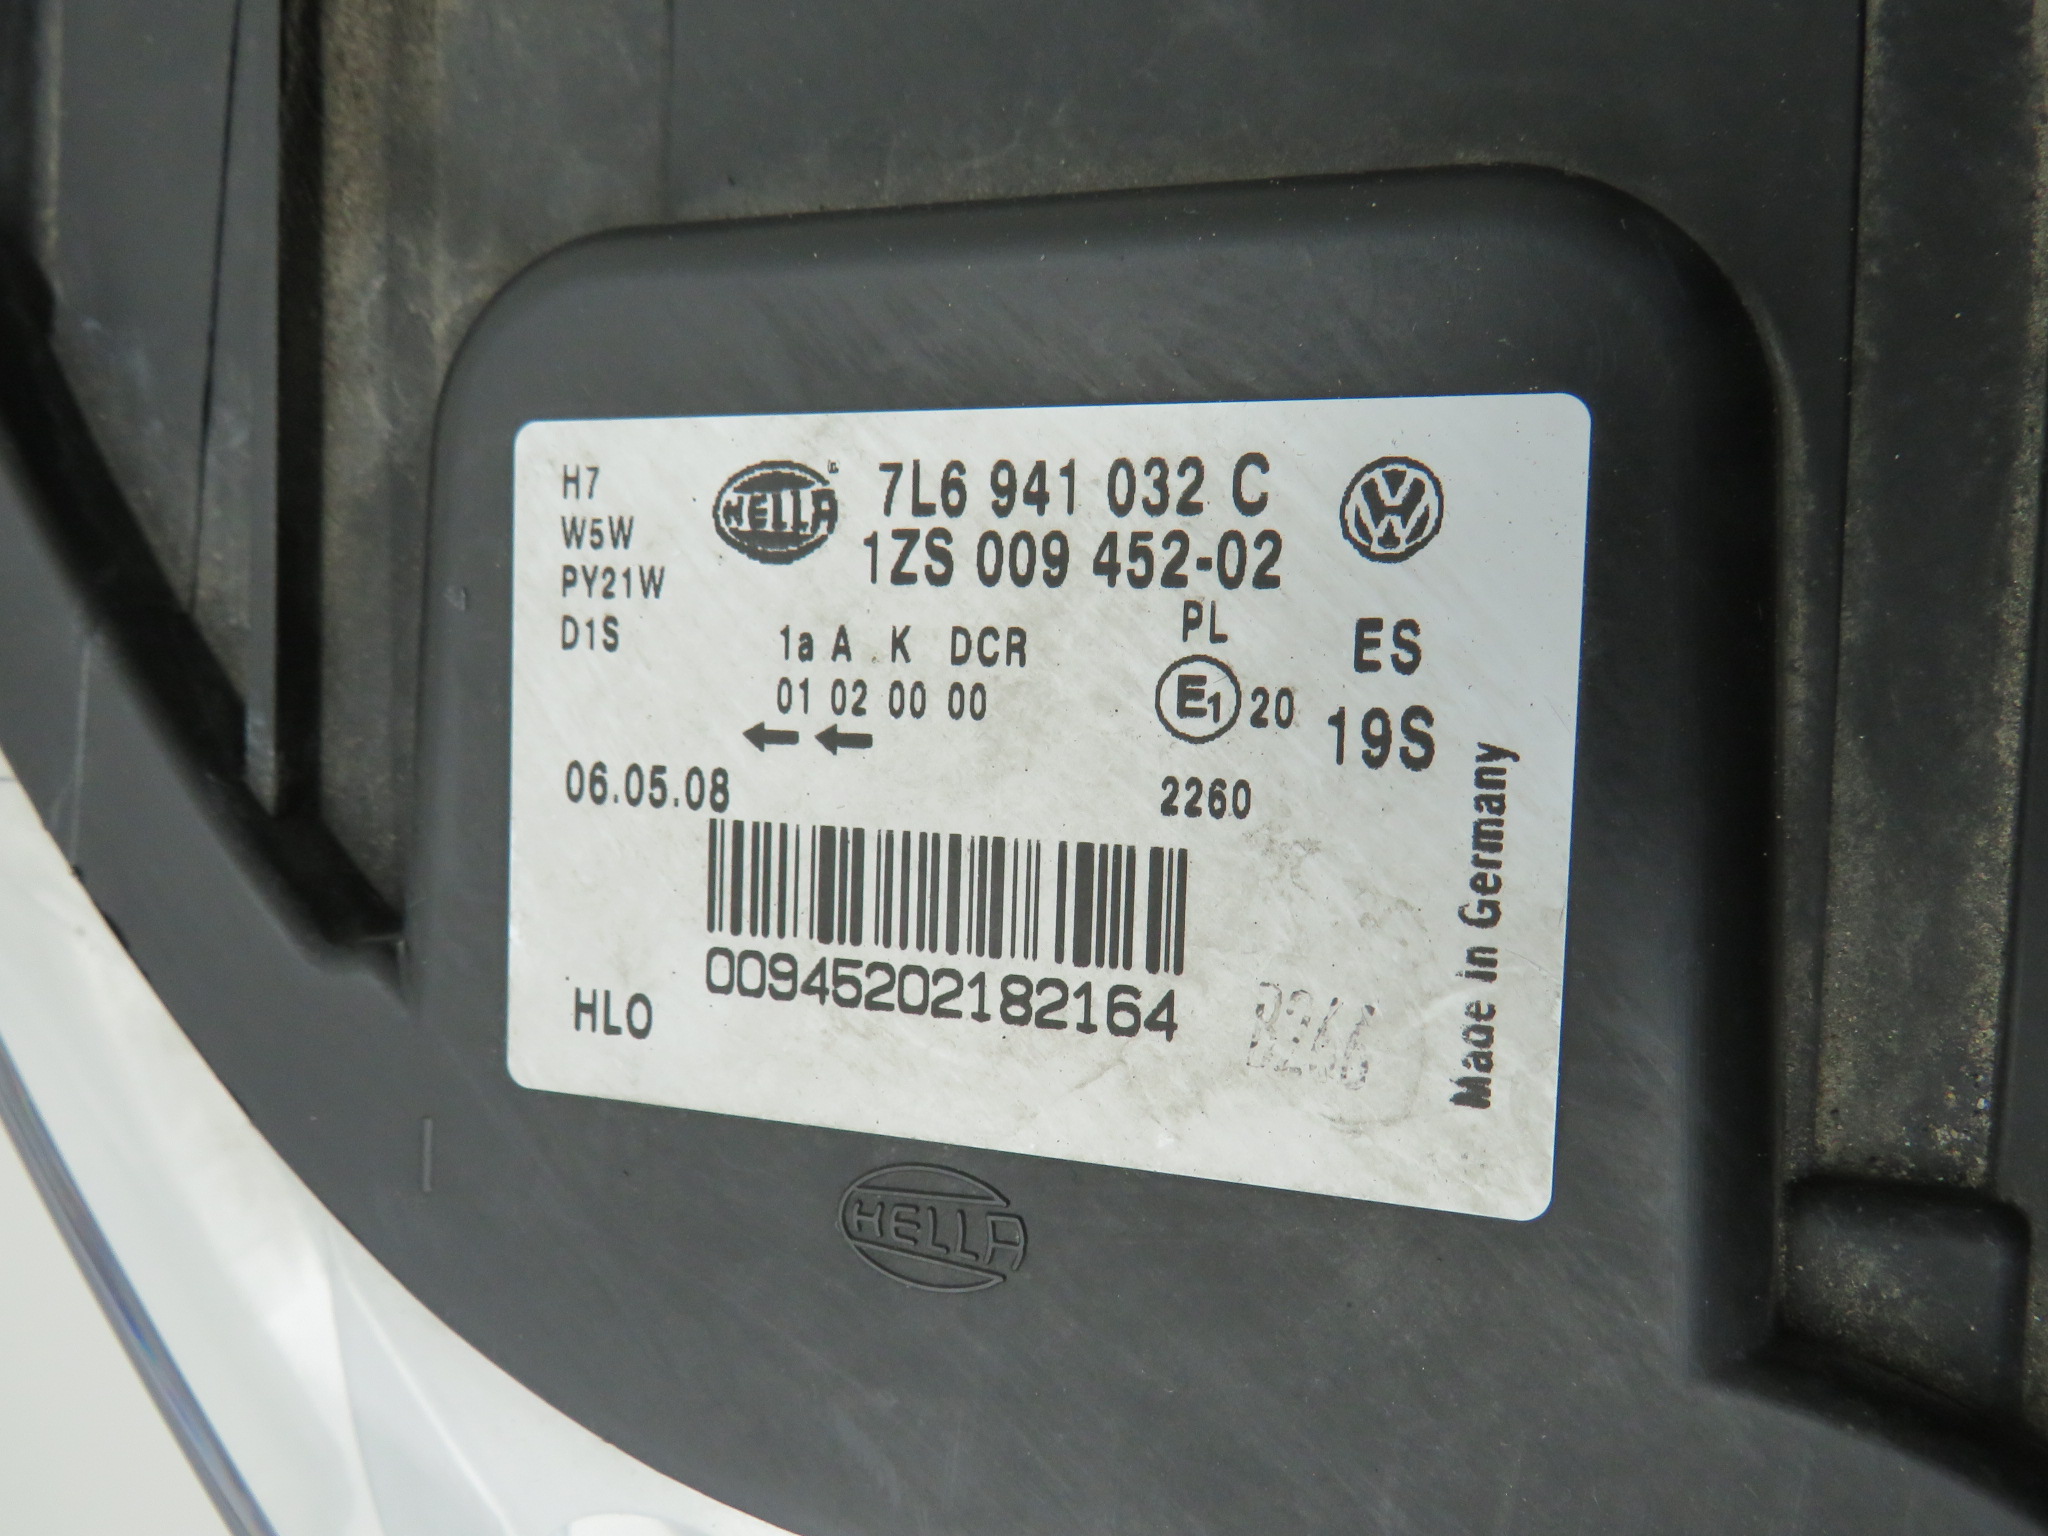 H7
W5W
PY21W
D1S
HELLA
7L6 941 032 C
1ZS 009 452-02
1a A K DCR
01 02 00 00
PL
E1 20
ES
19S
06.05.08
2260
00945202182164
HLO
Made in Germany
HELLA